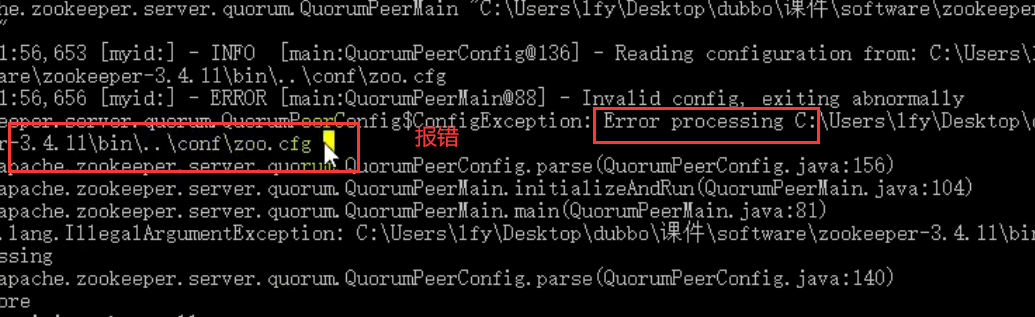 che.zookeeper.server.quorum.QuorumPeerMain "C:\Users\lfy\Desktop\dubbo\课件\software\zookeeper
"
1:56,653 [myid:] - INFO  [main:QuorumPeerConfig@136] - Reading configuration from: C:\Users
are\zookeeper-3.4.11\bin\..\conf\zoo.cfg
1:56,656 [myid:] - ERROR [main:QuorumPeerMain@88] - Invalid config, exiting abnormally
eeper.server.quorum.QuorumPeerConfig$ConfigException: Error processing C:\Users\lfy\Desktop\
r-3.4.11\bin\..\conf\zoo.cfg
报错
apache.zookeeper.server.quorum.QuorumPeerConfig.parse(QuorumPeerConfig.java:156)
apache.zookeeper.server.quorum.QuorumPeerMain.initializeAndRun(QuorumPeerMain.java:104)
apache.zookeeper.server.quorum.QuorumPeerMain.main(QuorumPeerMain.java:81)
.lang.IllegalArgumentException: C:\Users\lfy\Desktop\dubbo\课件\software\zookeeper-3.4.11\bin
ssing
apache.zookeeper.server.quorum.QuorumPeerConfig.parse(QuorumPeerConfig.java:140)
ore